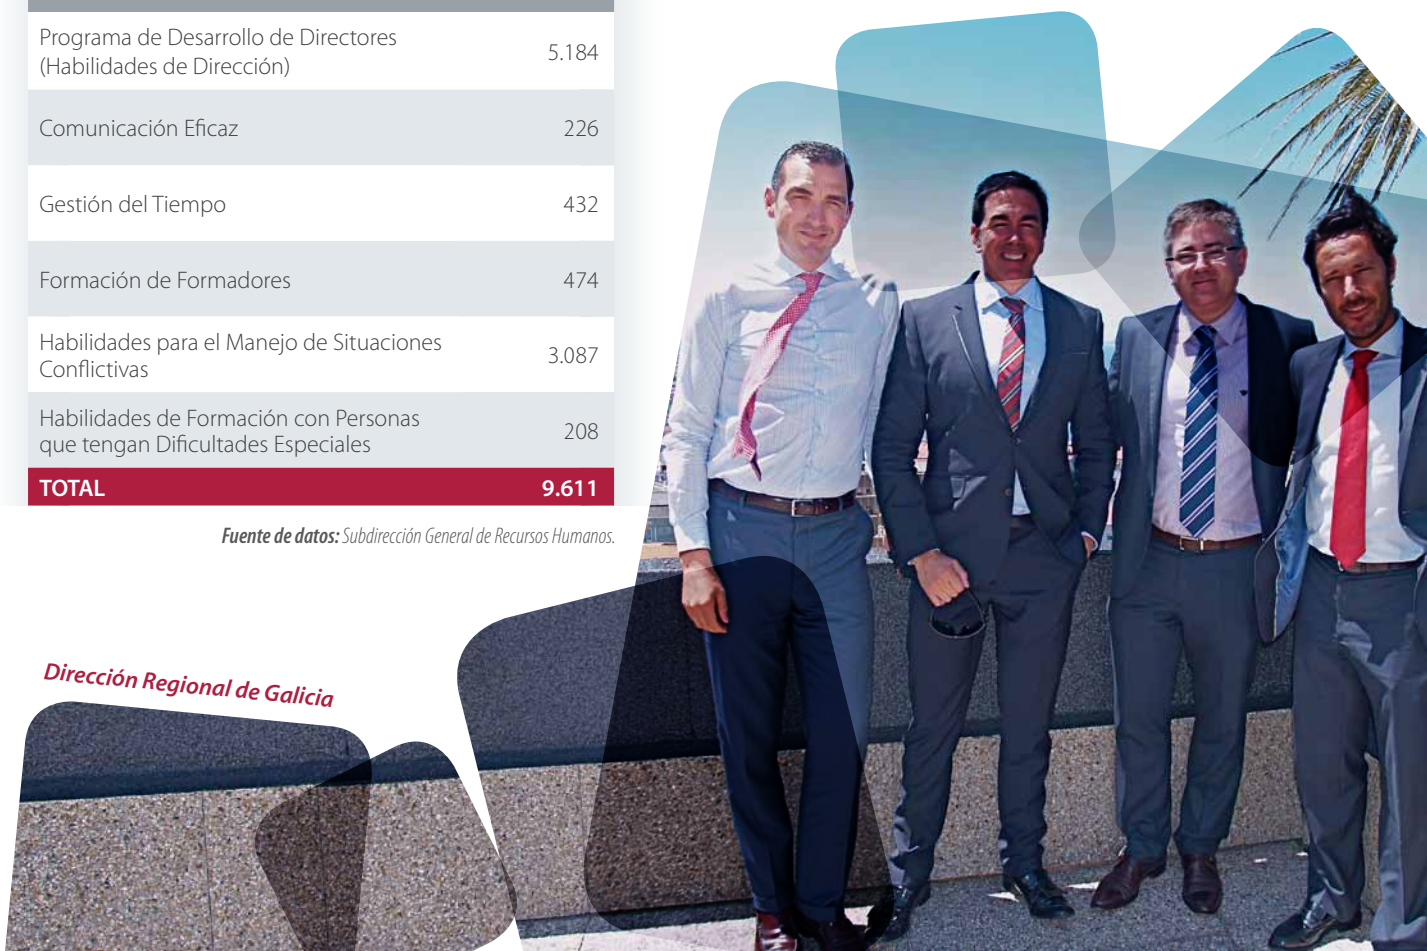 Programa de Desarrollo de Directores
(Habilidades de Dirección) 5.184
Comunicación Eficaz 226
Gestión del Tiempo 432
Formación de Formadores 474
Habilidades para el Manejo de Situaciones
Conflictivas 3.087
Habilidades de Formación con Personas
que tengan Dificultades Especiales 208
TOTAL 9.611
Fuente de datos: Subdirección General de Recursos Humanos.
Dirección Regional de Galicia